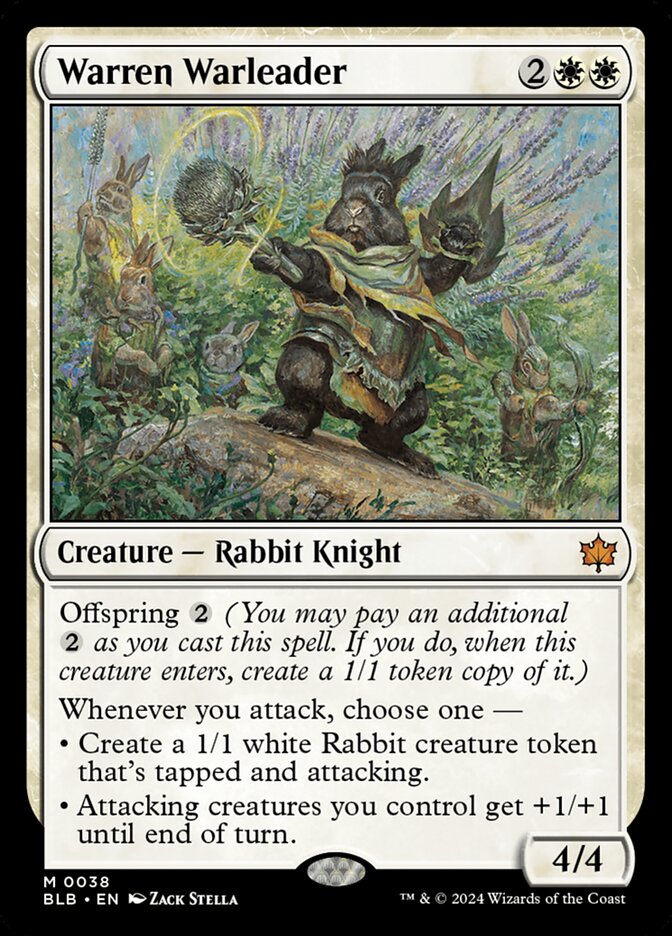 Warren Warleader
2
Creature — Rabbit Knight
Offspring 2 (You may pay an additional
2 as you cast this spell. If you do, when this
creature enters, create a 1/1 token copy of it.)
Whenever you attack, choose one —
• Create a 1/1 white Rabbit creature token
that's tapped and attacking.
• Attacking creatures you control get +1/+1
until end of turn.
4/4
M 0038
BLB • EN Zack Stella
™ & © 2024 Wizards of the Coast